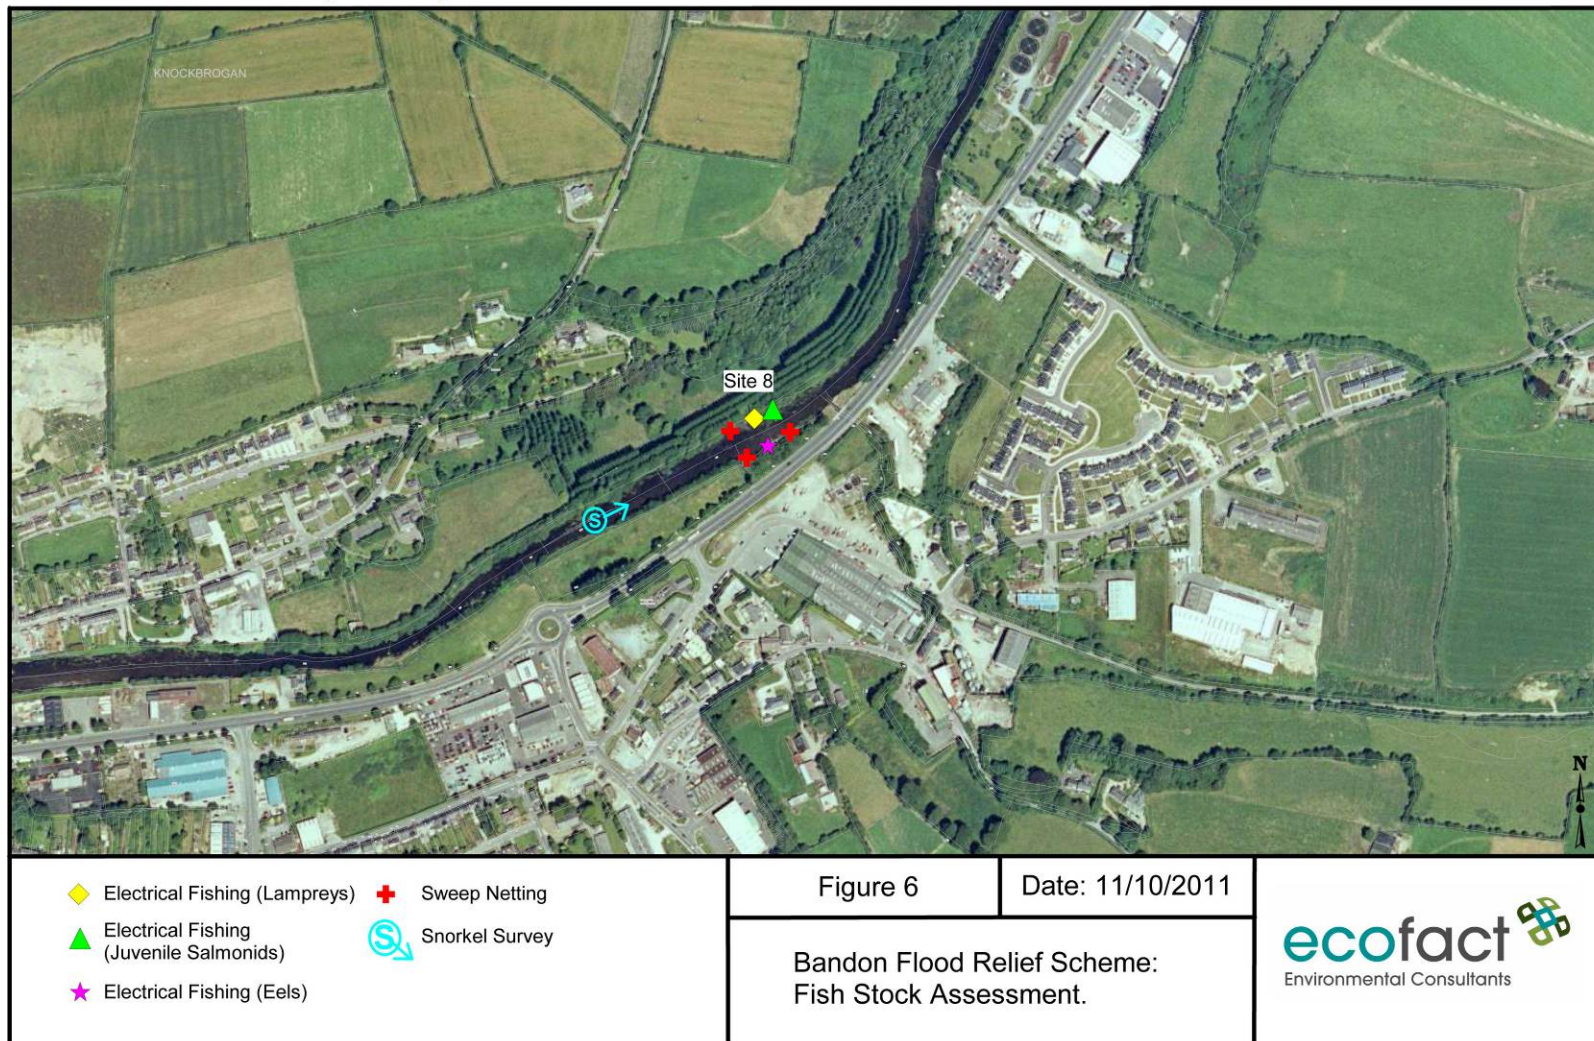 KNOCKBROGAN
Site 8
S
N
Electrical Fishing (Lampreys)
Sweep Netting
Electrical Fishing
(Juvenile Salmonids)
S
Snorkel Survey
Electrical Fishing (Eels)
Figure 6
Date: 11/10/2011
Bandon Flood Relief Scheme:
Fish Stock Assessment.
ecofact
Environmental Consultants